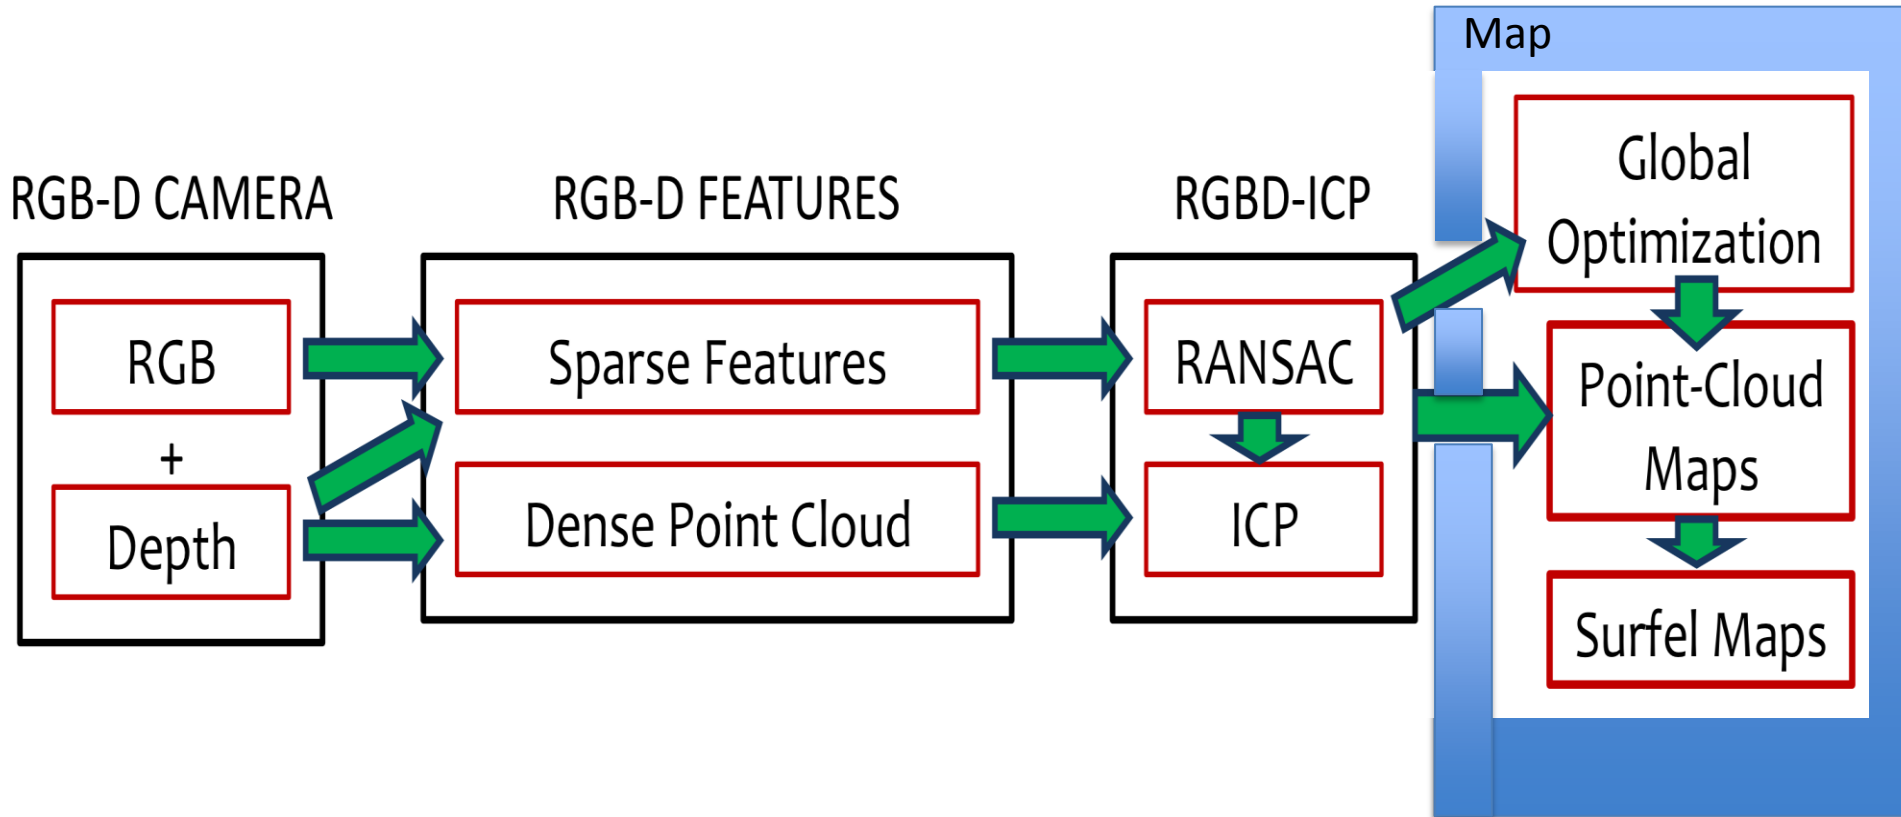 Map
RGB-D CAMERA
RGB
+
Depth
RGB-D FEATURES
Sparse Features
Dense Point Cloud
RGBD-ICP
RANSAC
ICP
Global
Optimization
Point-Cloud
Maps
Surfel Maps